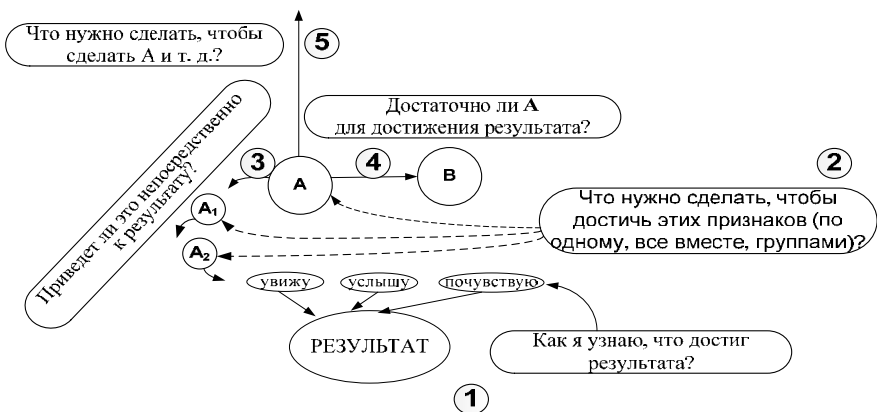 Что нужно сделать, чтобы
сделать А и т. д.?
5
Достаточно ли А
для достижения результата?
Приведет ли это непосредственно
к результату?
3
А
4
В
2
Что нужно сделать, чтобы
достичь этих признаков (по
одному, все вместе, группами)?
А1
А2
увижу
услышу
почувствую
РЕЗУЛЬТАТ
Как я узнаю, что достиг
результата?
1